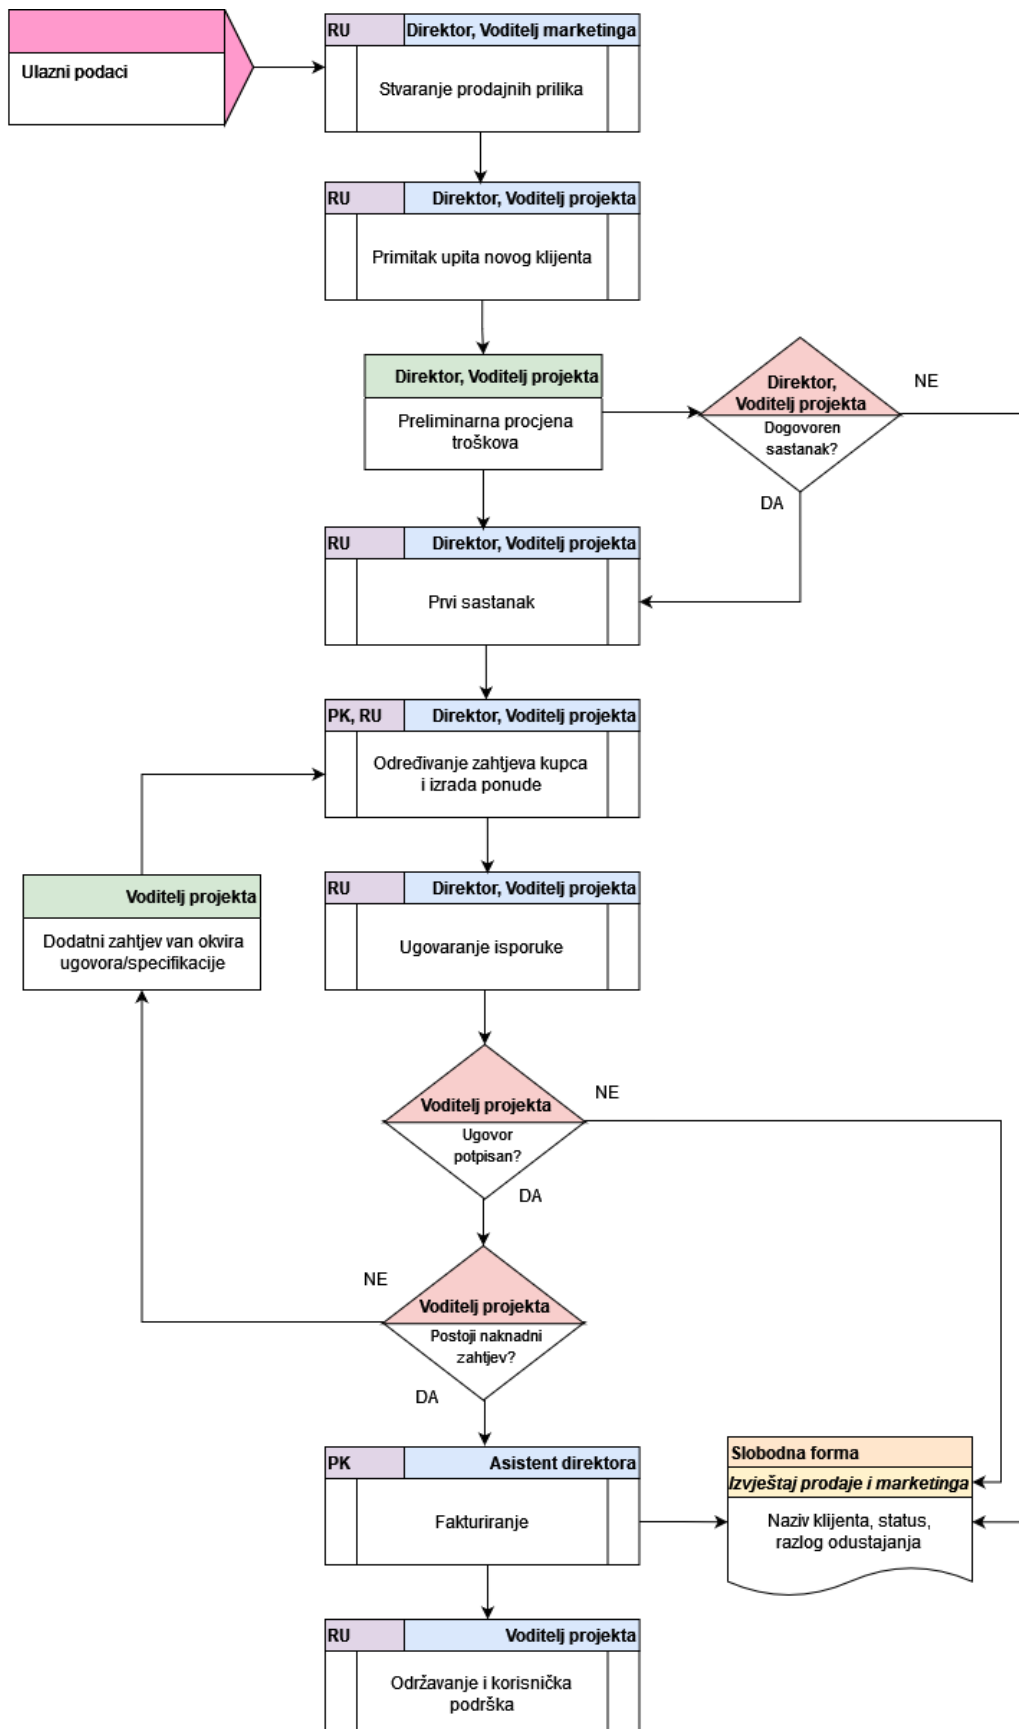 Ulazni podaci
RU
Direktor, Voditelj marketinga
Stvaranje prodajnih prilika
RU
Direktor, Voditelj projekta
Primitak upita novog klijenta
Direktor, Voditelj projekta
Preliminarna procjena
troškova
Direktor,
Voditelj projekta
Dogovoren
sastanak?
NE
DA
RU
Direktor, Voditelj projekta
Prvi sastanak
PK, RU
Direktor, Voditelj projekta
Određivanje zahtjeva kupca
i izrada ponude
Voditelj projekta
Dodatni zahtjev van okvira
ugovora/specifikacije
RU
Direktor, Voditelj projekta
Ugovaranje isporuke
Voditelj projekta
Ugovor
potpisan?
NE
DA
Voditelj projekta
Postoji naknadni
zahtjev?
NE
DA
PK
Asistent direktora
Fakturiranje
Slobodna forma
Izvještaj prodaje i marketinga
Naziv klijenta, status,
razlog odustajanja
RU
Voditelj projekta
Održavanje i korisnička
podrška